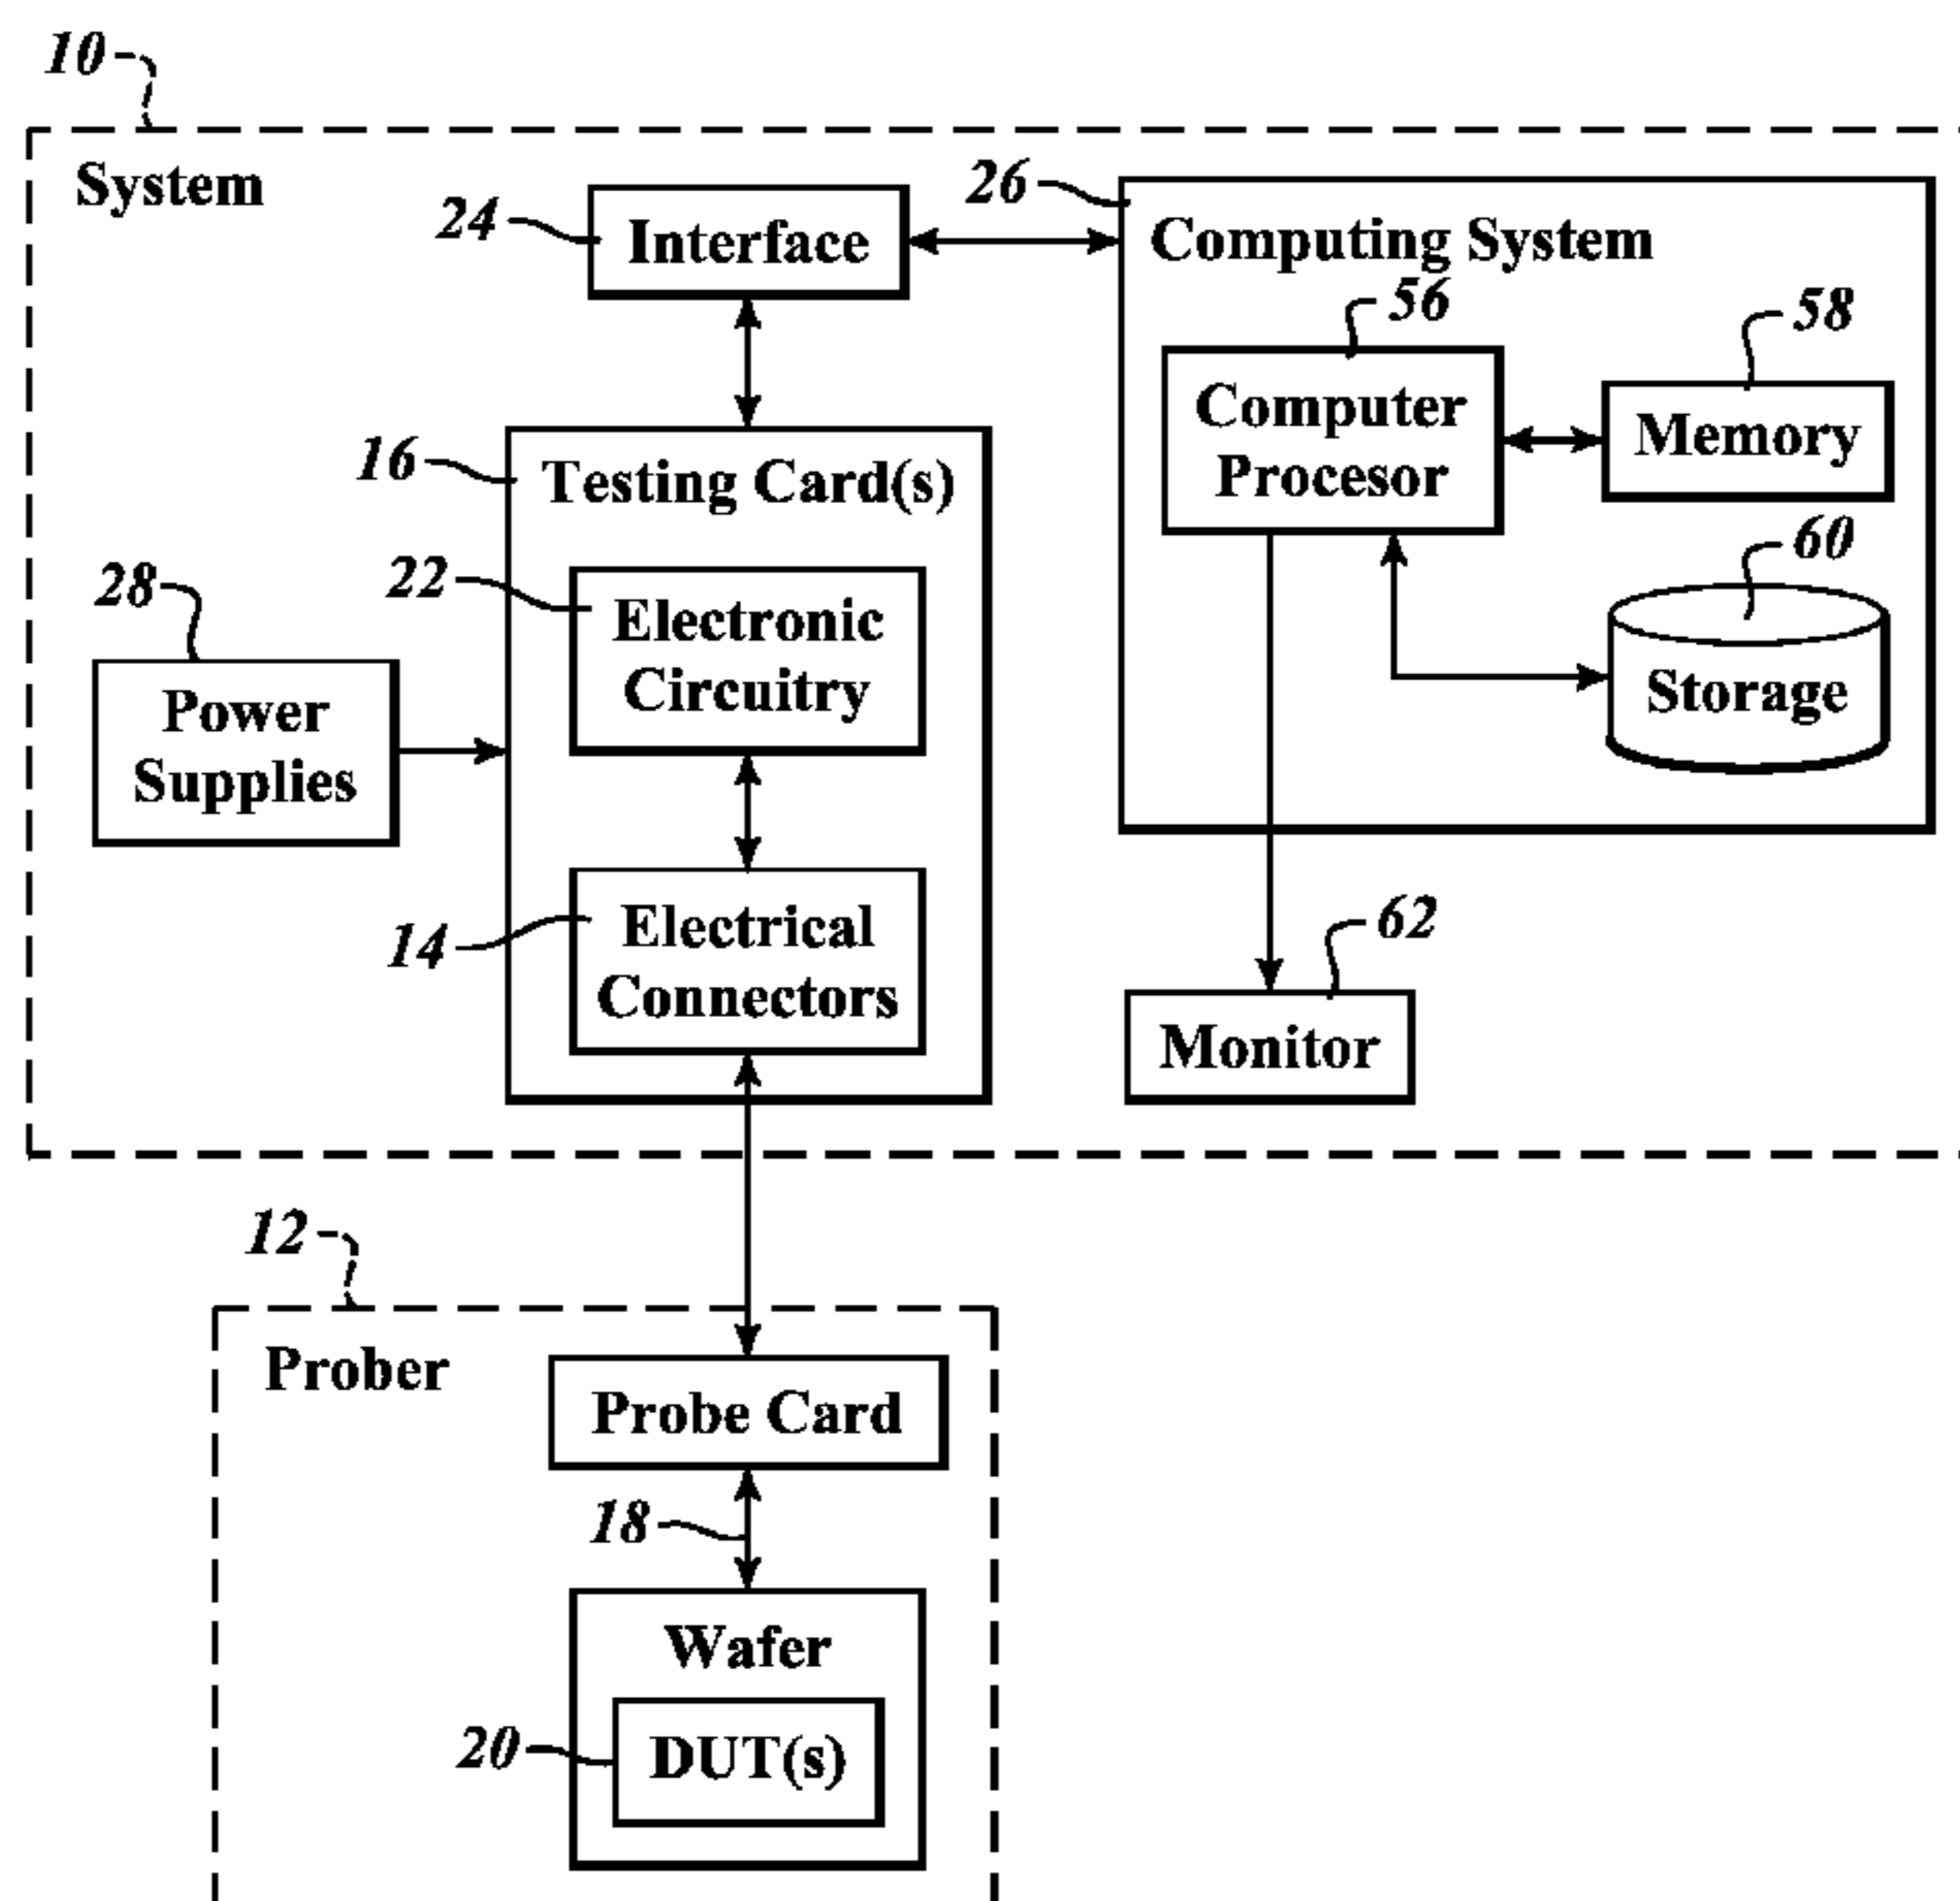 10
System
24
Interface
26
Computing System
56
58
Computer
Procesor
Memory
16
Testing Card(s)
60
Storage
22
Electronic
Circuitry
28
Power
Supplies
14
Electrical
Connectors
62
Monitor
12
Prober
Probe Card
18
Wafer
20
DUT(s)